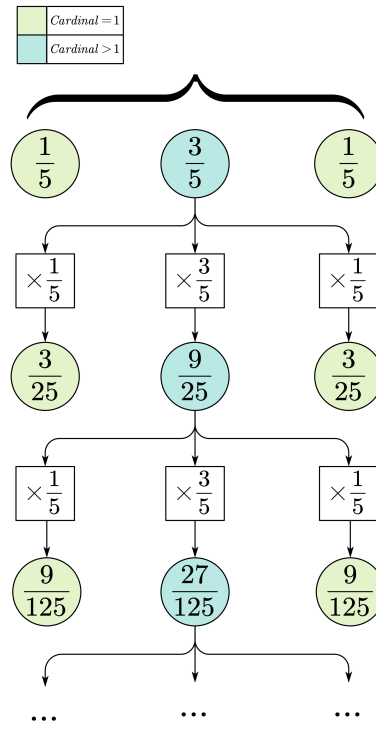 Cardinal = 1
Cardinal > 1
1/5 3/5 1/5
×1/5 ×3/5 ×1/5
3/25 9/25 3/25
×1/5 ×3/5 ×1/5
9/125 27/125 9/125
... ... ...